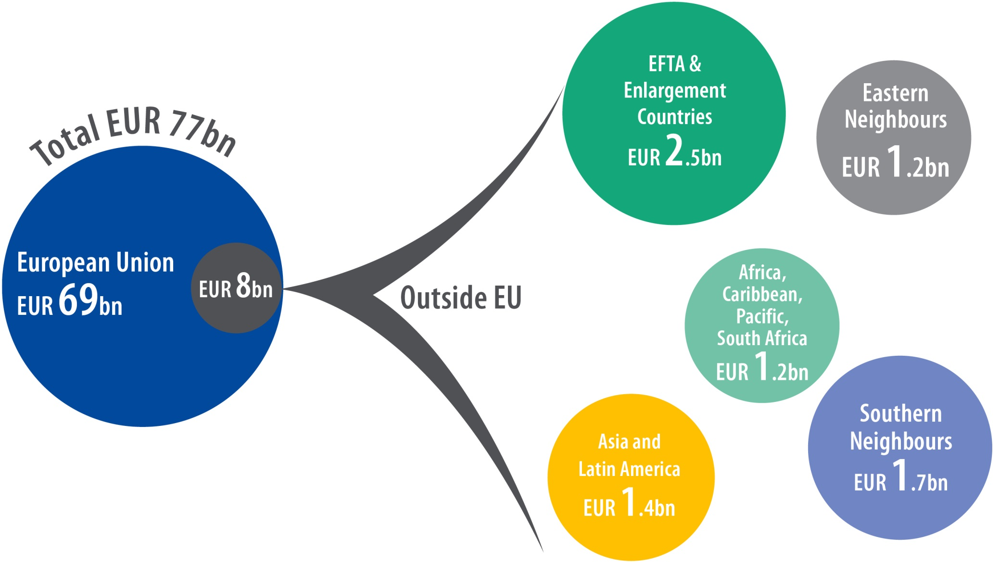 Total EUR 77bn
European Union
EUR 69bn
EUR 8bn
Outside EU
EFTA &
Enlargement
Countries
EUR 2.5bn
Eastern
Neighbours
EUR 1.2bn
Africa,
Caribbean,
Pacific,
South Africa
EUR 1.2bn
Asia and
Latin America
EUR 1.4bn
Southern
Neighbours
EUR 1.7bn